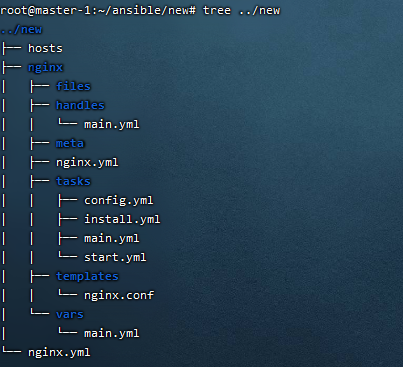 root@master-1:~/ansible/new# tree ../new
../new
├── hosts
├── nginx
│   ├── files
│   ├── handles
│   │   └── main.yml
│   ├── meta
│   ├── nginx.yml
│   ├── tasks
│   │   ├── config.yml
│   │   ├── install.yml
│   │   ├── main.yml
│   │   └── start.yml
│   ├── templates
│   │   └── nginx.conf
│   └── vars
│       └── main.yml
└── nginx.yml